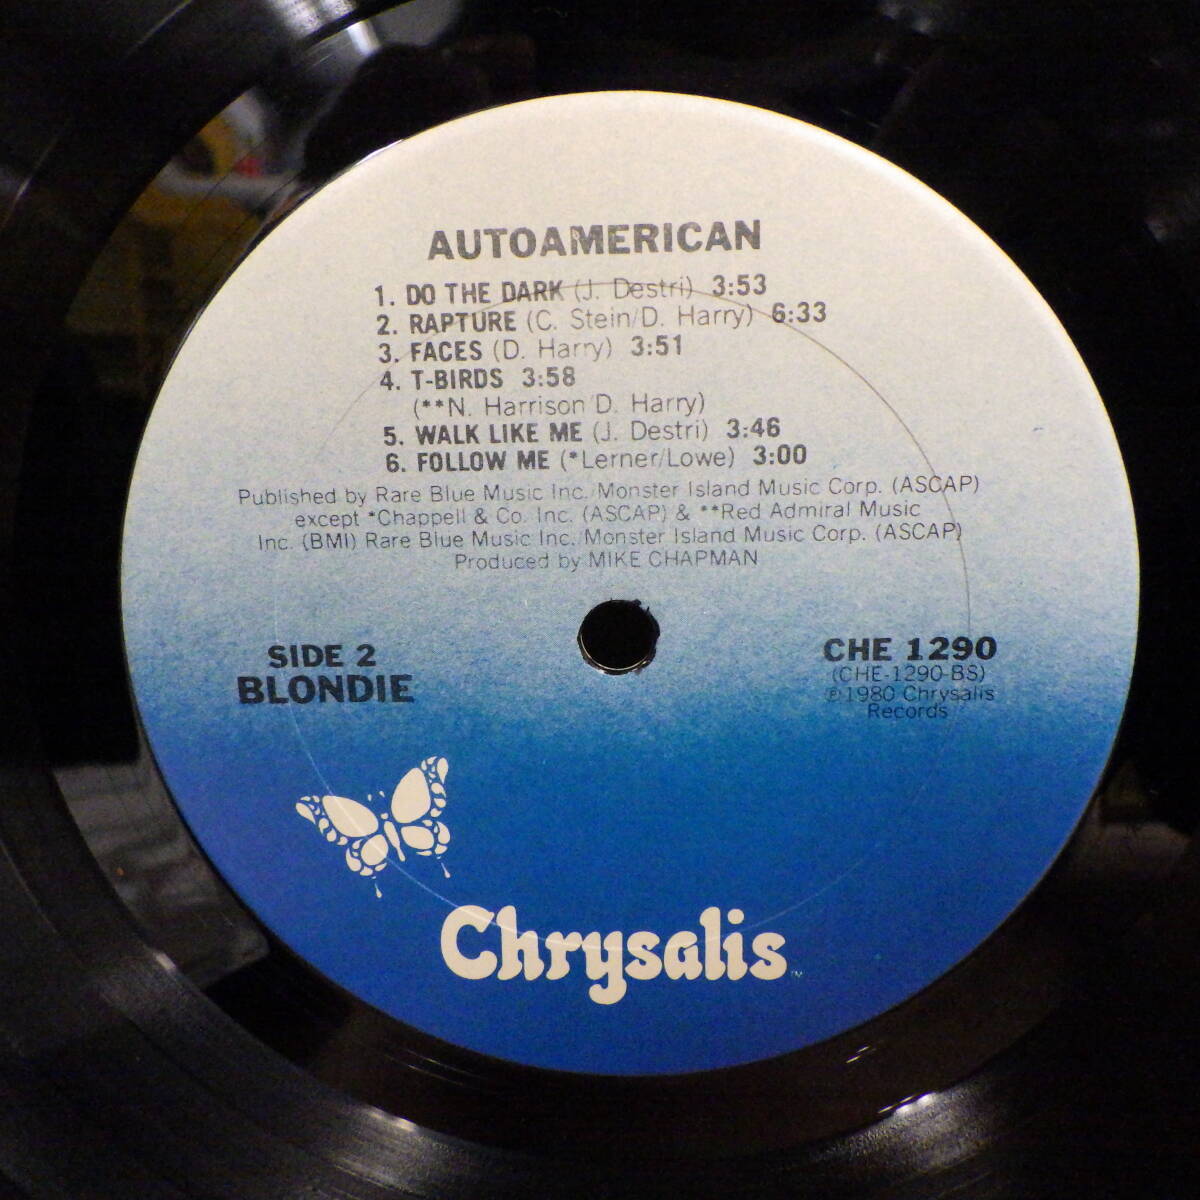 AUTOAMERICAN
1. DO THE DARK (J. Destri) 3:53
2. RAPTURE (C. Stein/D. Harry) 6:33
3. FACES (D. Harry) 3:51
4. T-BIRDS 3:58
(**N. Harrison/D. Harry)
5. WALK LIKE ME (J. Destri) 3:46
6. FOLLOW ME (*Lerner/Lowe) 3:00
Published by Rare Blue Music Inc./Monster Island Music Corp. (ASCAP)
except *Chappell & Co. Inc. (ASCAP) & **Red Admiral Music
Inc. (BMI) Rare Blue Music Inc./Monster Island Music Corp. (ASCAP)
Produced by MIKE CHAPMAN
SIDE 2
BLONDIE
CHE 1290
(CHE-1290-BS)
℗1980 Chrysalis
Records
Chrysalis™